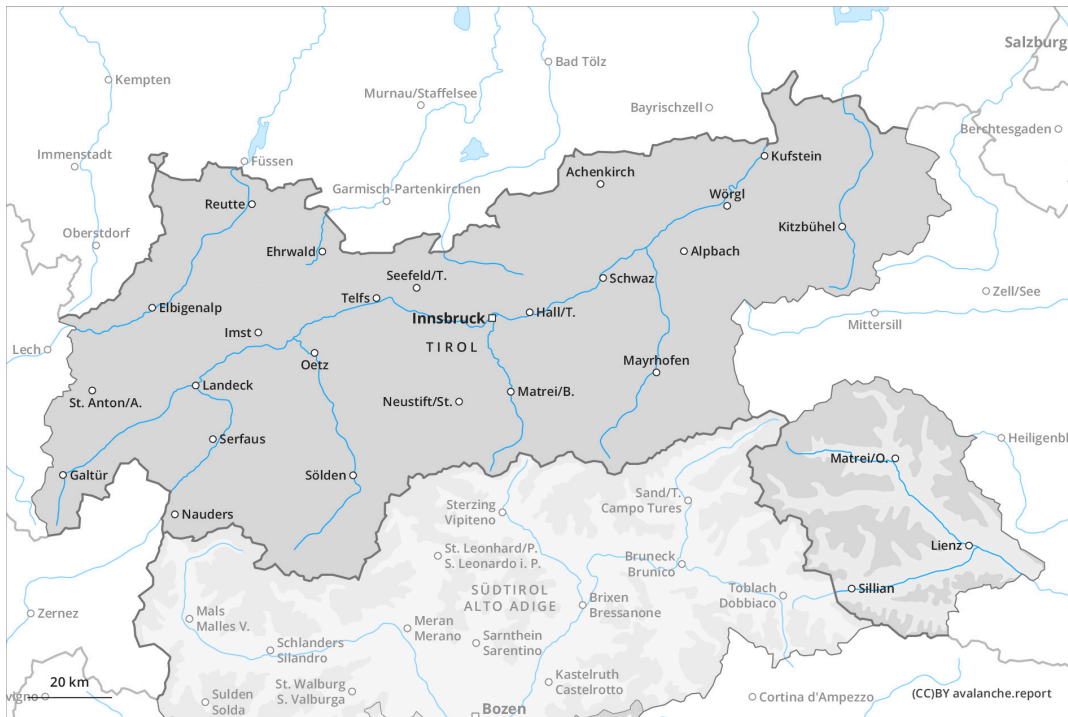 Salzburg
Kempten
Bad Tölz
Murnau/Staffelsee
Bayrischzell
Berchtesgaden
Immenstadt
Füssen
Kufstein
Achenkirch
Garmisch-Partenkirchen
Reutte
Wörgl
Oberstdorf
Kitzbühel
Ehrwald
Alpbach
Seefeld/T.
Schwaz
Telfs
Zell/See
Elbigenalp
Innsbruck
Hall/T.
Mittersill
Imst
TIROL
Lech
Oetz
Mayrhofen
Landeck
St. Anton/A.
Neustift/St.
Matrei/B.
Serfaus
Heiligenbl
Matrei/O.
Galtür
Sölden
Sand/T.
Campo Tures
Sterzing
Vipiteno
Nauders
Lienz
St. Leonhard/P.
S. Leonardo i. P.
Bruneck
Brunico
SÜDTIROL
ALTO ADIGE
Toblach
Dobbiaco
Sillian
Brixen
Bressanone
Zernez
Mals
Malles V.
Meran
Merano
Sarnthein
Sarentino
Schlanders
Silandro
Kastelruth
Castelrotto
20 km
St. Walburg
S. Valburga
vigno
Sulden
Solda
Cortina d'Ampezzo
(CC)BY avalanche.report
Bozen